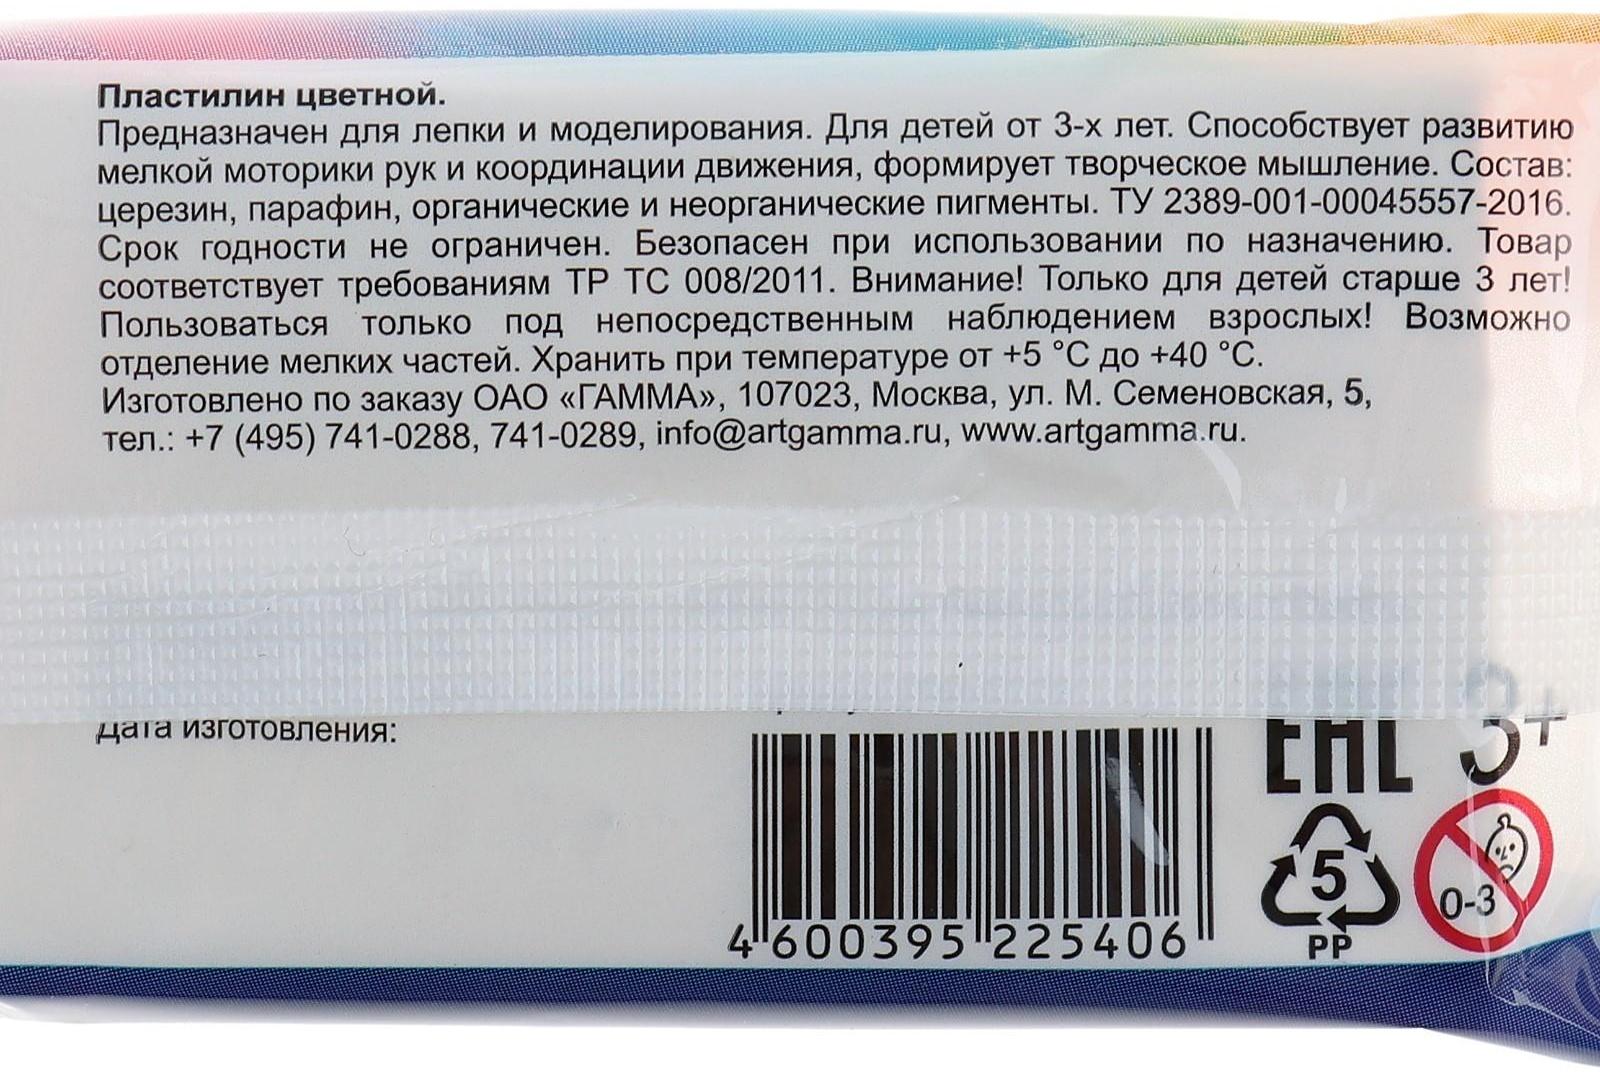 Пластилин цветной.
Предназначен для лепки и моделирования. Для детей от 3-х лет. Способствует развитию
мелкой моторики рук и координации движения, формирует творческое мышление. Состав:
церезин, парафин, органические и неорганические пигменты. ТУ 2389-001-00045557-2016.
Срок годности не ограничен. Безопасен при использовании по назначению. Товар
соответствует требованиям ТР ТС 008/2011. Внимание! Только для детей старше 3 лет!
Пользоваться только под непосредственным наблюдением взрослых! Возможно
отделение мелких частей. Хранить при температуре от +5 °С до +40 °С.
Изготовлено по заказу ОАО «ГАММА», 107023, Москва, ул. М. Семеновская, 5,
тел.: +7 (495) 741-0288, 741-0289, info@artgamma.ru, www.artgamma.ru.
Дата изготовления:
EAC 3+
5
PP
0-3
4 600395 225406